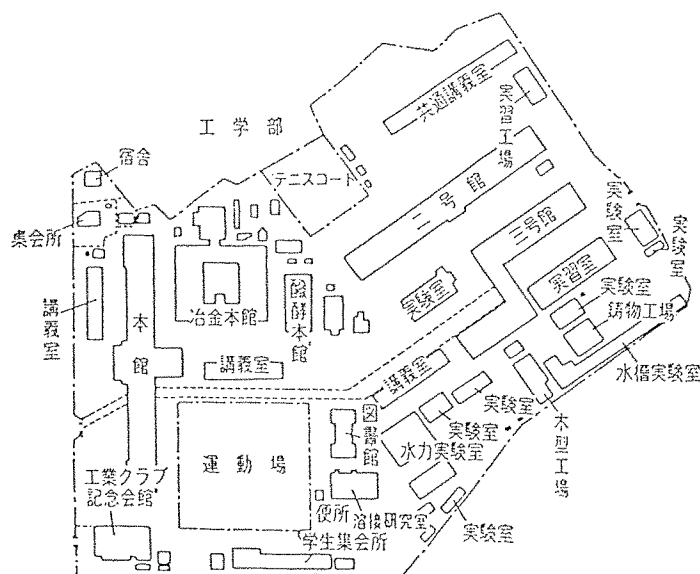 共通講義室
実習工場
工学部
宿舎
テニスコート
二号館
三号館
実験室
実験室
集会所
実習室
実験室
実験室
鋳物工場
講義室
本館
冶金本館
醗酵本館
講義室
講義室
水槽実験室
実験室
実験室
木型工場
図書館
水力実験室
運動場
工業クラブ
記念会館
便所
溶接研究室
実験室
学生集会所